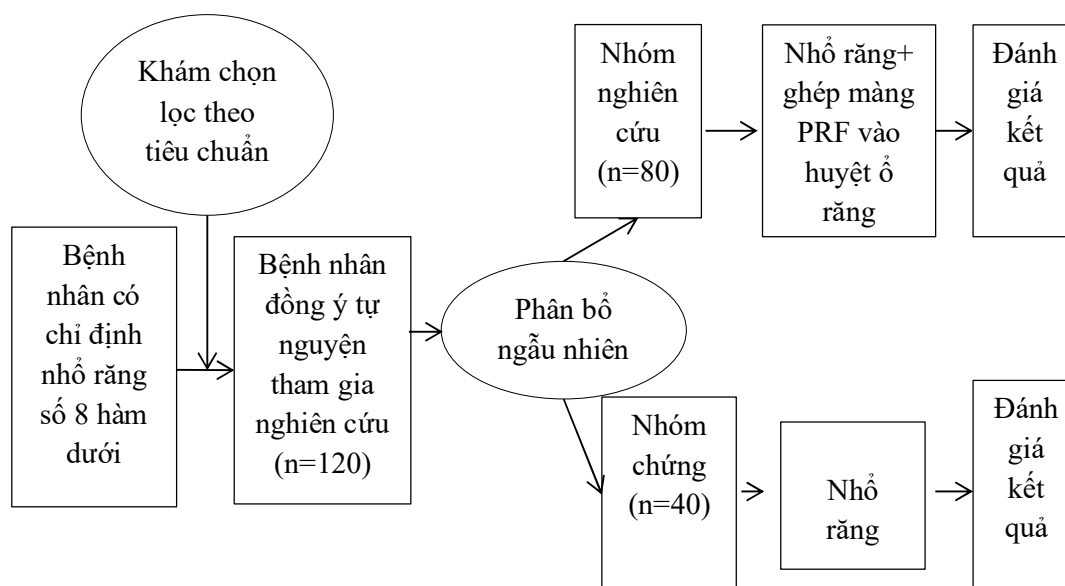 Khám chọn
lọc theo
tiêu chuẩn
Bệnh
nhân có
chỉ định
nhổ răng
số 8 hàm
dưới
Bệnh nhân
đồng ý tự
nguyện
tham gia
nghiên cứu
(n=120)
Phân bổ
ngẫu nhiên
Nhóm
nghiên
cứu
(n=80)
Nhổ răng+
ghép màng
PRF vào
huyệt ổ
răng
Đánh
giá
kết
quả
Nhóm
chứng
(n=40)
Nhổ
răng
Đánh
giá
kết
quả